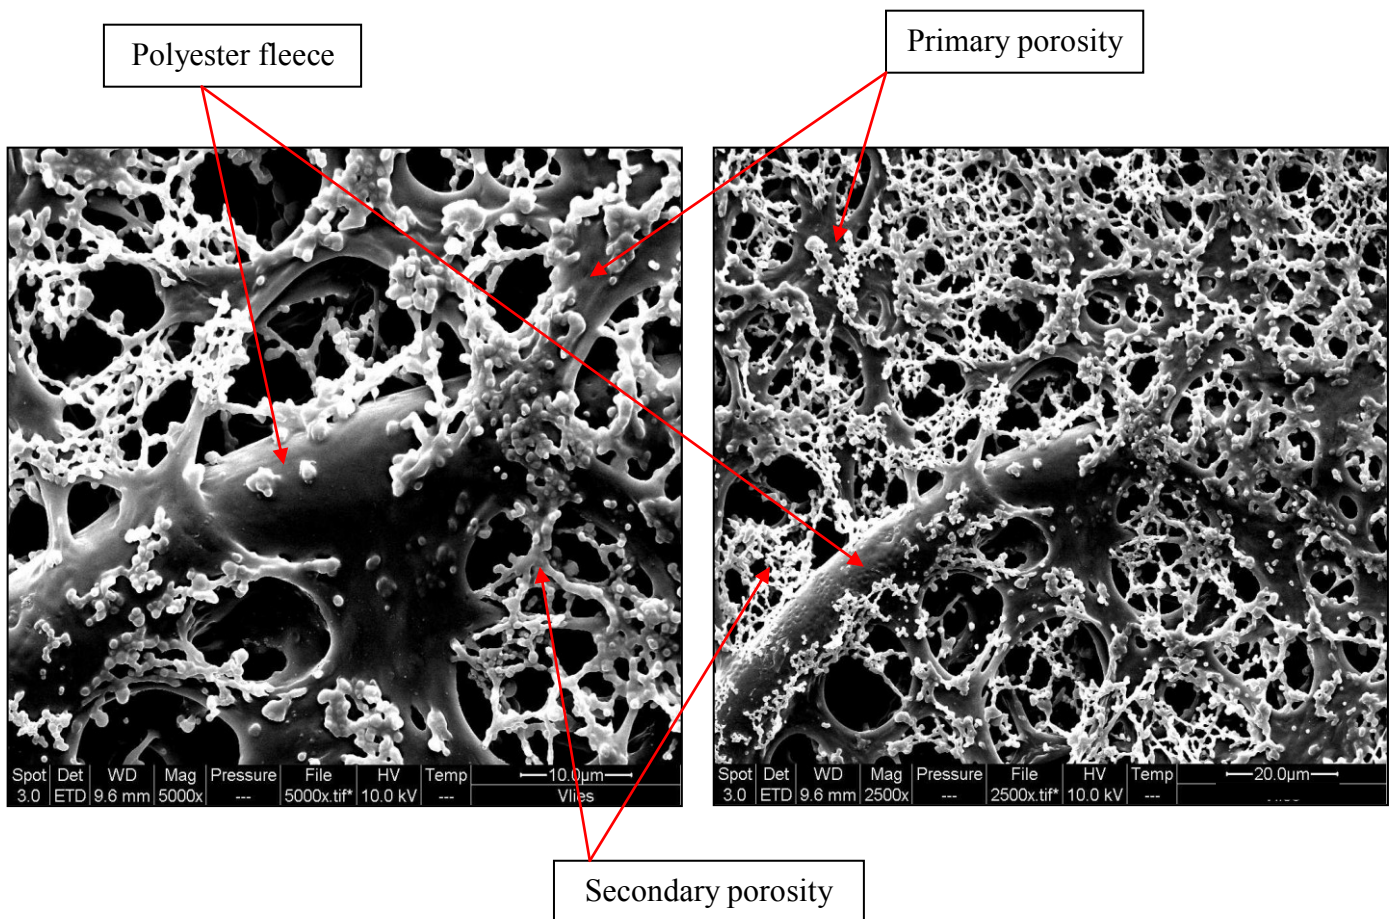 Polyester fleece
Primary porosity
Spot Det WD Mag Pressure File HV Temp 10.0µm
3.0 ETD 9.6 mm 5000x --- 5000x.tif* 10.0 kV --- Vlies
Spot Det WD Mag Pressure File HV Temp 20.0µm
3.0 ETD 9.6 mm 2500x --- 2500x.tif* 10.0 kV ---
Secondary porosity